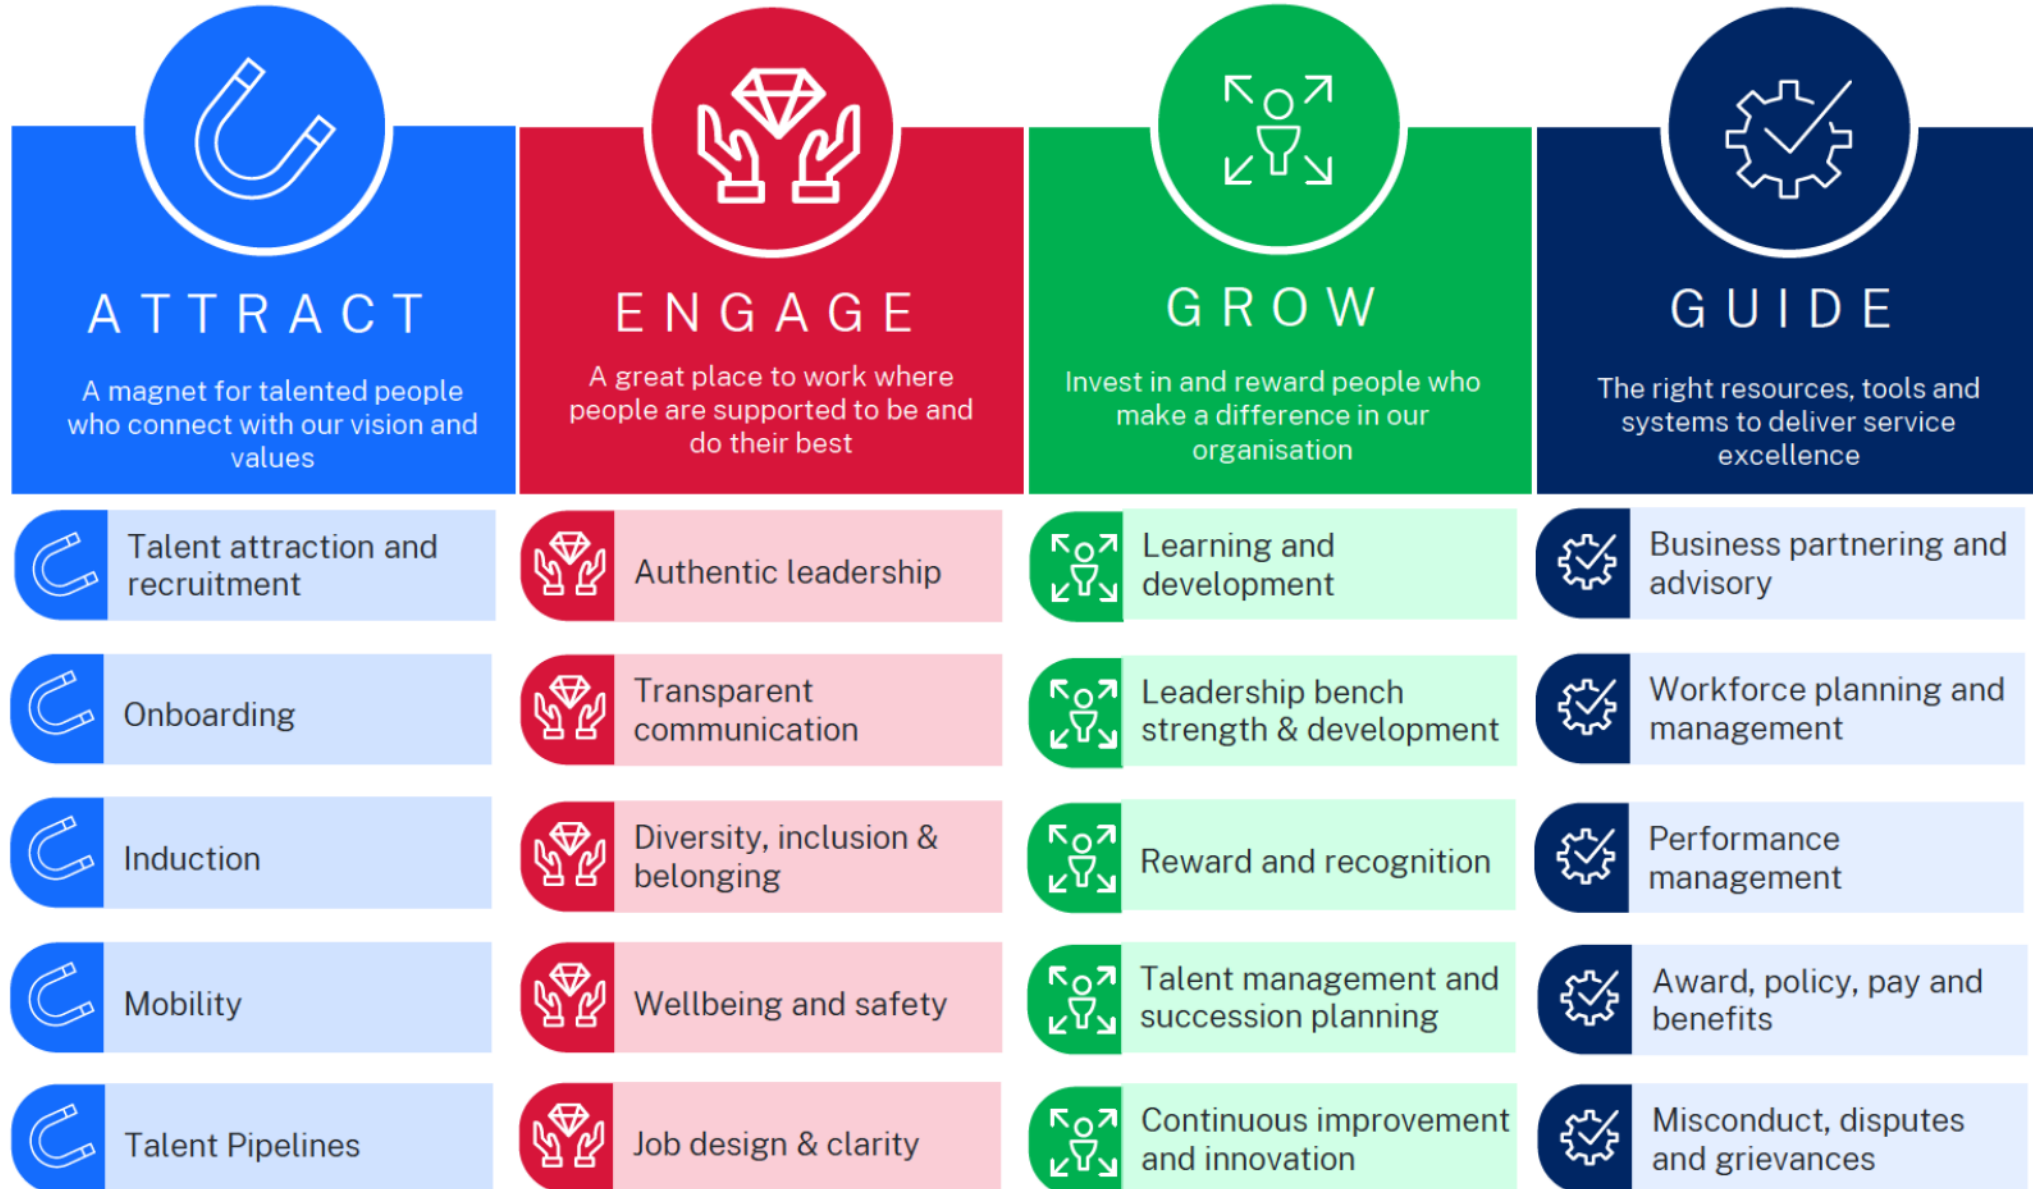 ATTRACT
A magnet for talented people
who connect with our vision and
values
Talent attraction and
recruitment
Onboarding
Induction
Mobility
Talent Pipelines
ENGAGE
A great place to work where
people are supported to be and
do their best
Authentic leadership
Transparent
communication
Diversity, inclusion &
belonging
Wellbeing and safety
Job design & clarity
GROW
Invest in and reward people who
make a difference in our
organisation
Learning and
development
Leadership bench
strength & development
Reward and recognition
Talent management and
succession planning
Continuous improvement
and innovation
GUIDE
The right resources, tools and
systems to deliver service
excellence
Business partnering and
advisory
Workforce planning and
management
Performance
management
Award, policy, pay and
benefits
Misconduct, disputes
and grievances